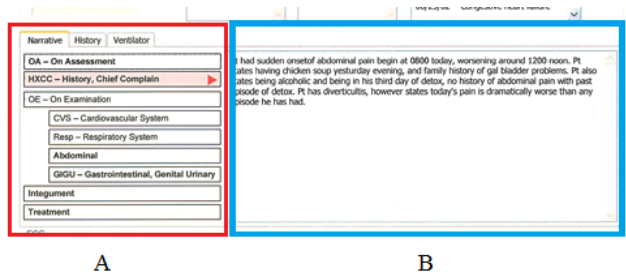 Congestive heart failure
Narrative History Ventilator
OA – On Assessment
HXCC – History, Chief Complain
OE – On Examination
CVS – Cardiovascular System
Resp – Respiratory System
Abdominal
GIGU – Gastrointestinal, Genital Urinary
Integument
Treatment
t had sudden onsetof abdominal pain begin at 0800 today, worsening around 1200 noon. Pt
ates having chicken soup yesturday evening, and family history of gal bladder problems. Pt also
ates being alcoholic and being in his third day of detox, no history of abdominal pain with past
pisode of detox. Pt has diverticultis, however states today's pain is dramatically worse than any
pisode he has had.
A B